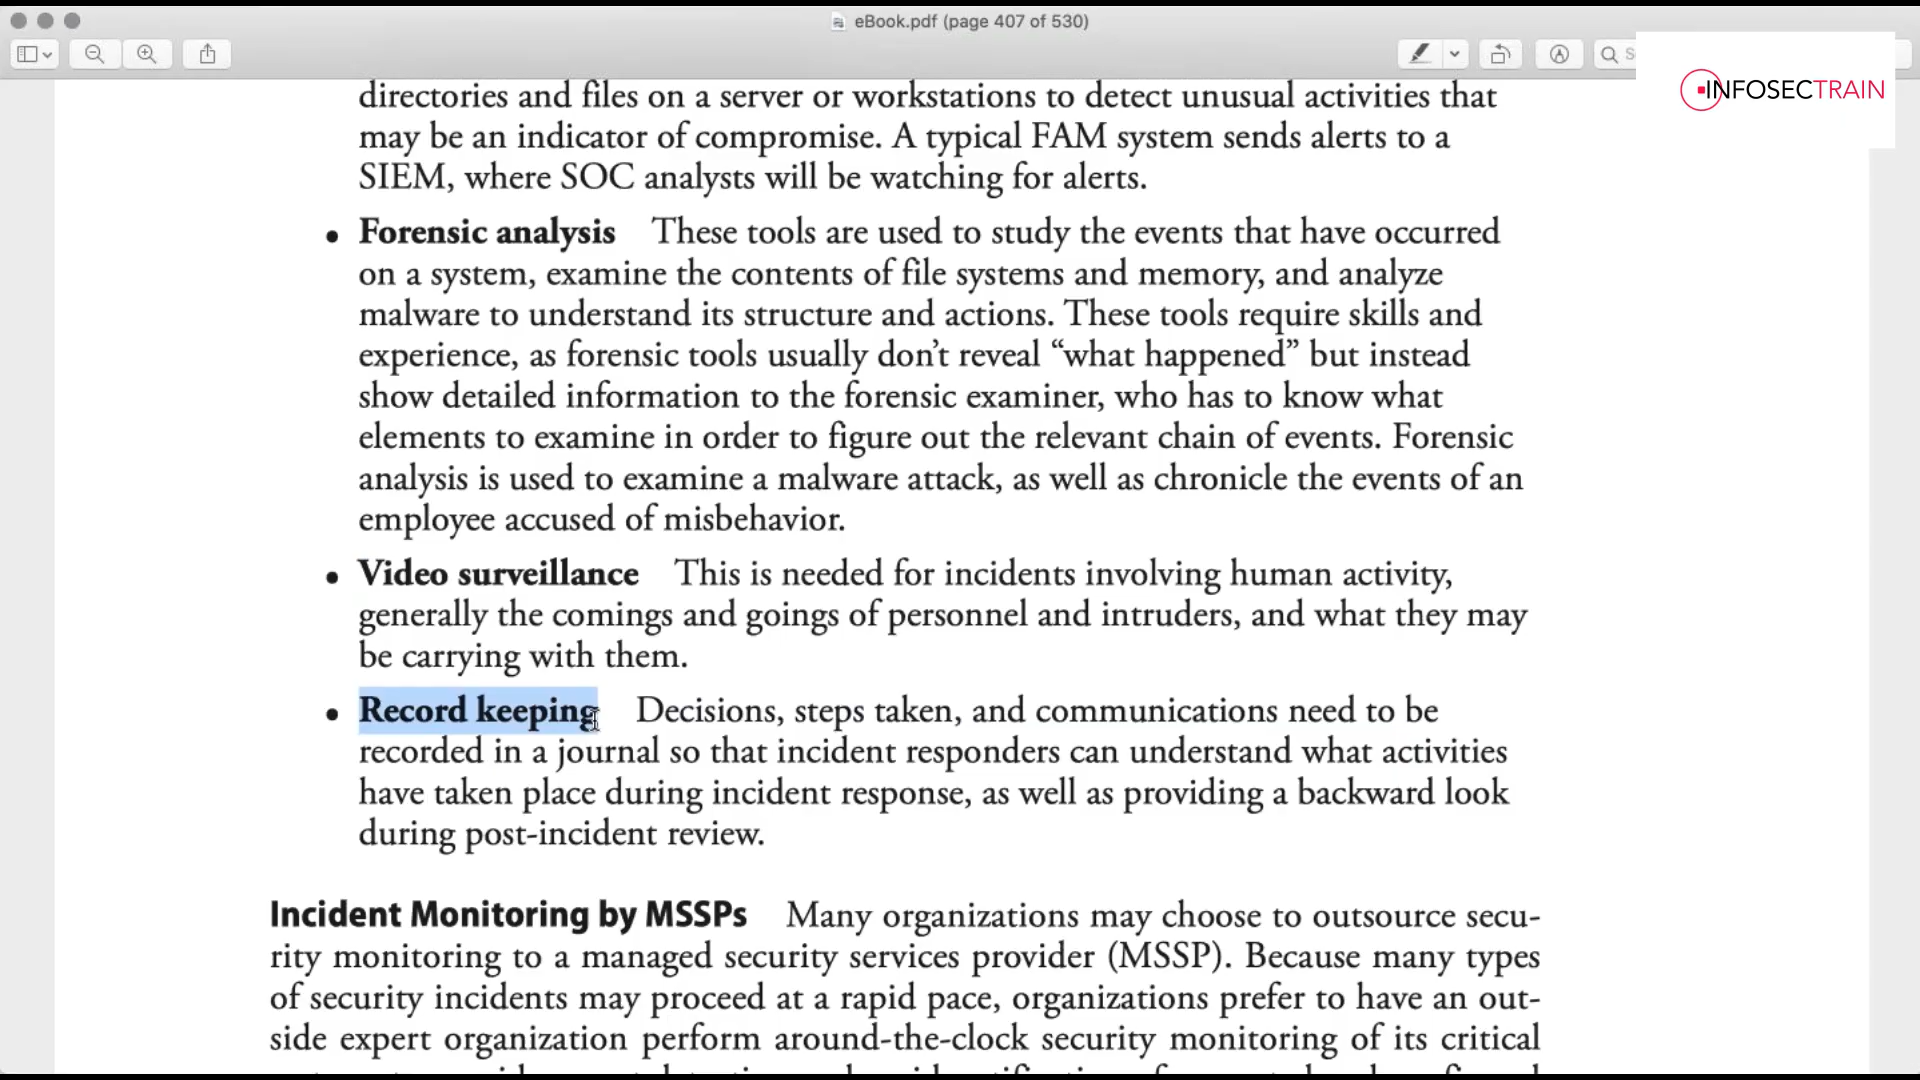 eBook.pdf (page 407 of 530)
INFOSECTRAIN
directories and files on a server or workstations to detect unusual activities that
may be an indicator of compromise. A typical FAM system sends alerts to a
SIEM, where SOC analysts will be watching for alerts.
• Forensic analysis These tools are used to study the events that have occurred
on a system, examine the contents of file systems and memory, and analyze
malware to understand its structure and actions. These tools require skills and
experience, as forensic tools usually don’t reveal “what happened” but instead
show detailed information to the forensic examiner, who has to know what
elements to examine in order to figure out the relevant chain of events. Forensic
analysis is used to examine a malware attack, as well as chronicle the events of an
employee accused of misbehavior.
• Video surveillance This is needed for incidents involving human activity,
generally the comings and goings of personnel and intruders, and what they may
be carrying with them.
• Record keeping Decisions, steps taken, and communications need to be
recorded in a journal so that incident responders can understand what activities
have taken place during incident response, as well as providing a backward look
during post-incident review.
Incident Monitoring by MSSPs Many organizations may choose to outsource secu-
rity monitoring to a managed security services provider (MSSP). Because many types
of security incidents may proceed at a rapid pace, organizations prefer to have an out-
side expert organization perform around-the-clock security monitoring of its critical